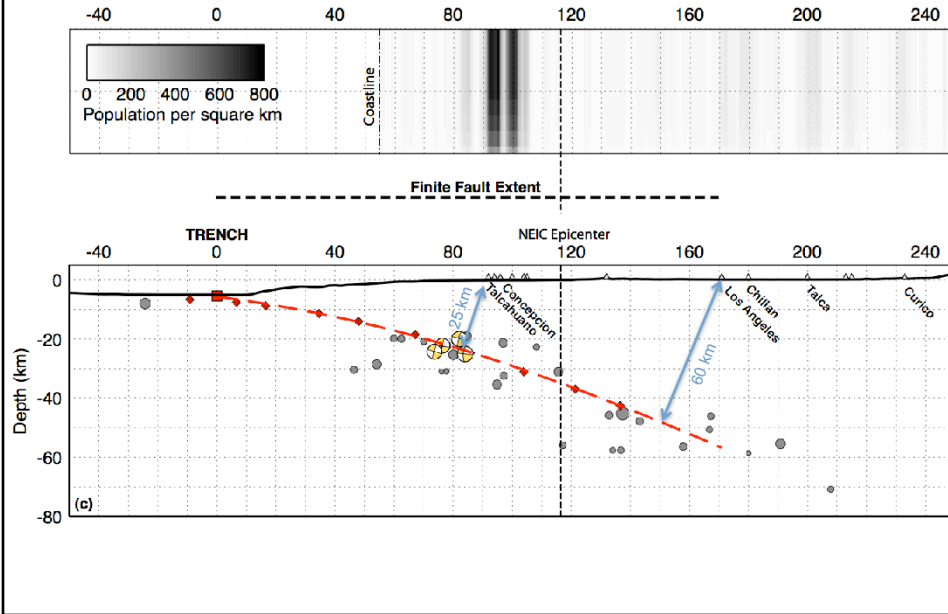 -40 0 40 80 120 160 200 240
0 200 400 600 800
Population per square km
Coastline
Finite Fault Extent
TRENCH NEIC Epicenter
-40 0 40 80 120 160 200 240
0
-20
-40
-60
-80
Depth (km)
25 km
Talcahuano
Concepcion
60 km
Los Angeles
Chillan
Talca
Curico
(c)